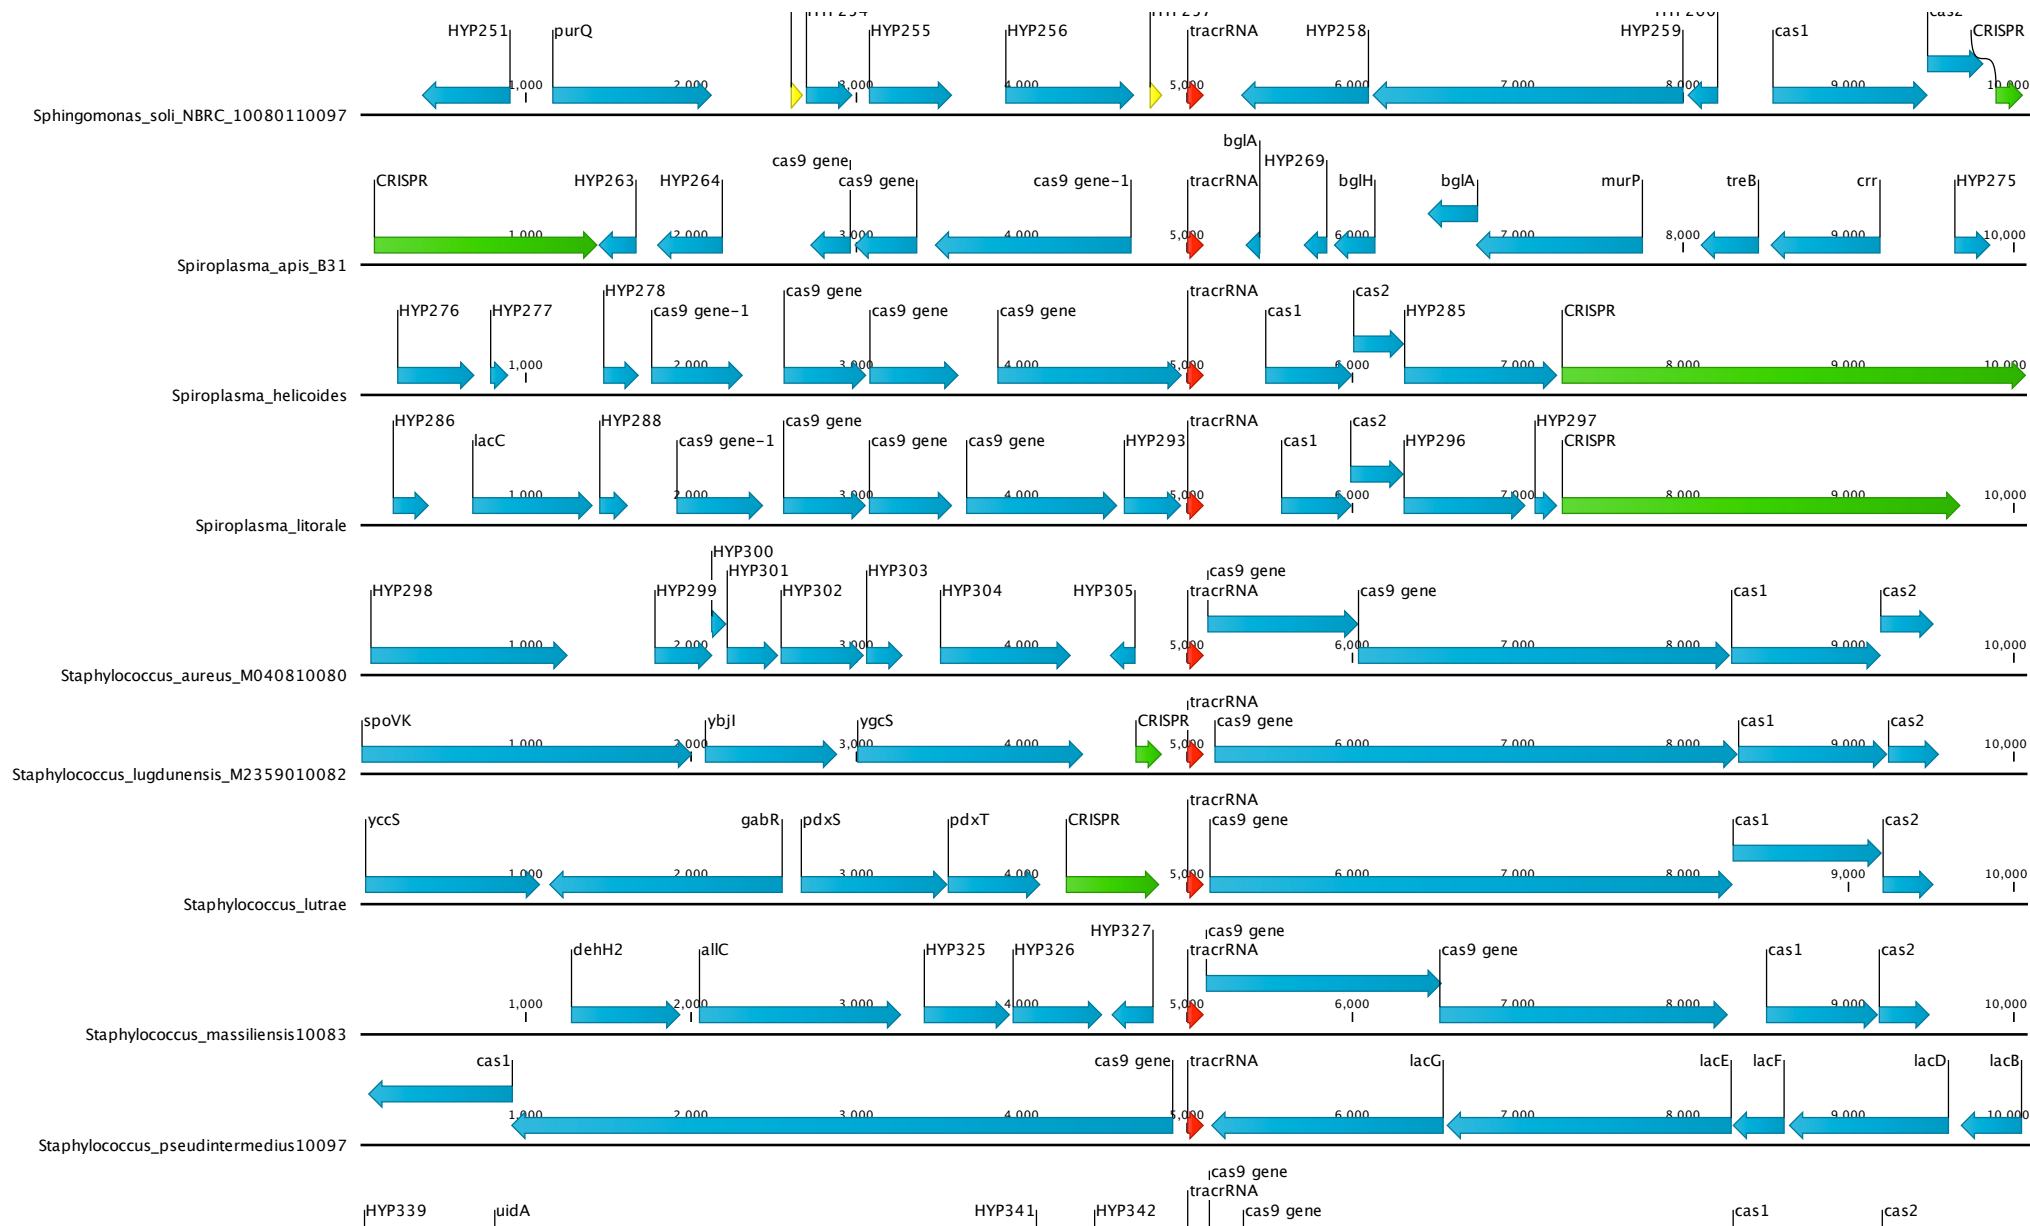 HYP251 purQ HYP255 HYP256 tracrRNA HYP258 HYP259 cas1 cas2 CRISPR
1,000 2,000 3,000 4,000 5,000 6,000 7,000 8,000 9,000 10,000
Sphingomonas_soli_NBRC_10080110097
bglA
cas9 gene HYP269
CRISPR HYP263 HYP264 cas9 gene cas9 gene-1 tracrRNA bglH bglA murP treB crr HYP275
1,000 2,000 3,000 4,000 5,000 6,000 7,000 8,000 9,000 10,000
Spiroplasma_apis_B31
HYP278 cas9 gene tracrRNA cas2
HYP276 HYP277 cas9 gene-1 cas9 gene cas9 gene cas1 HYP285 CRISPR
1,000 2,000 3,000 4,000 5,000 6,000 7,000 8,000 9,000 10,000
Spiroplasma_helicoides
HYP286 HYP288 cas9 gene tracrRNA cas2 HYP297
lacC cas9 gene-1 cas9 gene cas9 gene HYP293 cas1 HYP296 CRISPR
1,000 2,000 3,000 4,000 5,000 6,000 7,000 8,000 9,000 10,000
Spiroplasma_litorale
HYP300
HYP301 HYP303 cas9 gene
HYP298 HYP299 HYP302 HYP304 HYP305 tracrRNA cas9 gene cas1 cas2
1,000 2,000 3,000 4,000 5,000 6,000 7,000 8,000 9,000 10,000
Staphylococcus_aureus_M040810080
tracrRNA
spoVK ybjI ygcS CRISPR cas9 gene cas1 cas2
1,000 2,000 3,000 4,000 5,000 6,000 7,000 8,000 9,000 10,000
Staphylococcus_lugdunensis_M2359010082
tracrRNA
yccS gabR pdxS pdxT CRISPR cas9 gene cas1 cas2
1,000 2,000 3,000 4,000 5,000 6,000 7,000 8,000 9,000 10,000
Staphylococcus_lutrae
HYP327 cas9 gene
dehH2 allC HYP325 HYP326 tracrRNA cas9 gene cas1 cas2
1,000 2,000 3,000 4,000 5,000 6,000 7,000 8,000 9,000 10,000
Staphylococcus_massiliensis10083
cas1 cas9 gene tracrRNA lacG lacE lacF lacD lacB
1,000 2,000 3,000 4,000 5,000 6,000 7,000 8,000 9,000 10,000
Staphylococcus_pseudintermedius10097
cas9 gene
tracrRNA
HYP339 uidA HYP341 HYP342 cas9 gene cas1 cas2